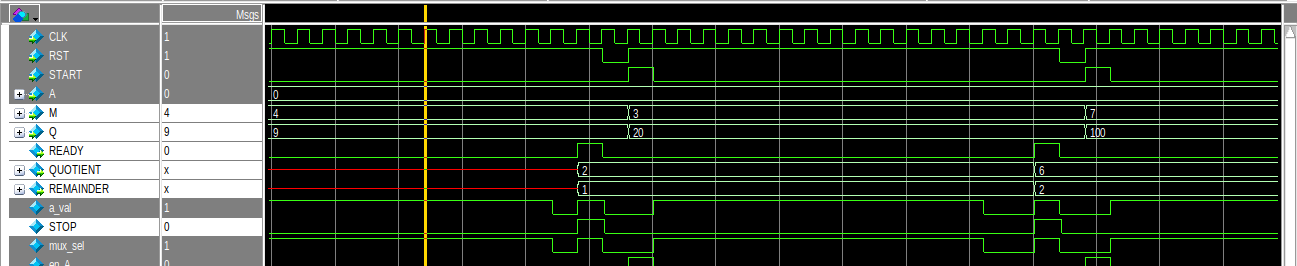 Msgs
CLK 1
RST 1
START 0
A 0 0
M 4 4 3 7
Q 9 9 20 100
READY 0
QUOTIENT x 2 6
REMAINDER x 1 2
a_val 1
STOP 0
mux_sel 1
en_A 0